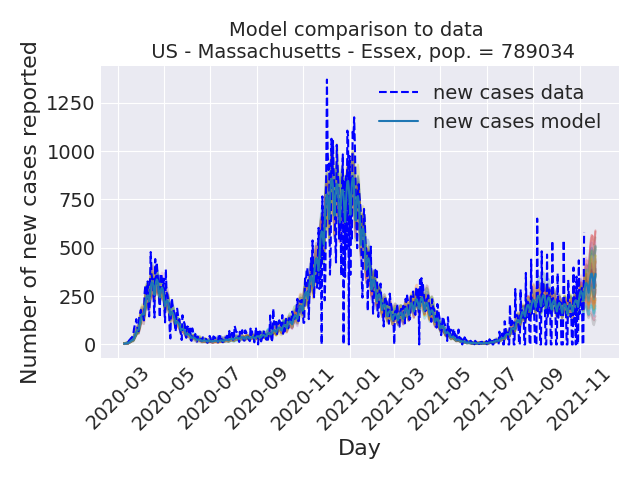 Model comparison to data
US - Massachusetts - Essex, pop. = 789034
Number of new cases reported
1250
1000
750
500
250
0
new cases data
new cases model
2020-03
2020-05
2020-07
2020-09
2020-11
2021-01
2021-03
2021-05
2021-07
2021-09
2021-11
Day